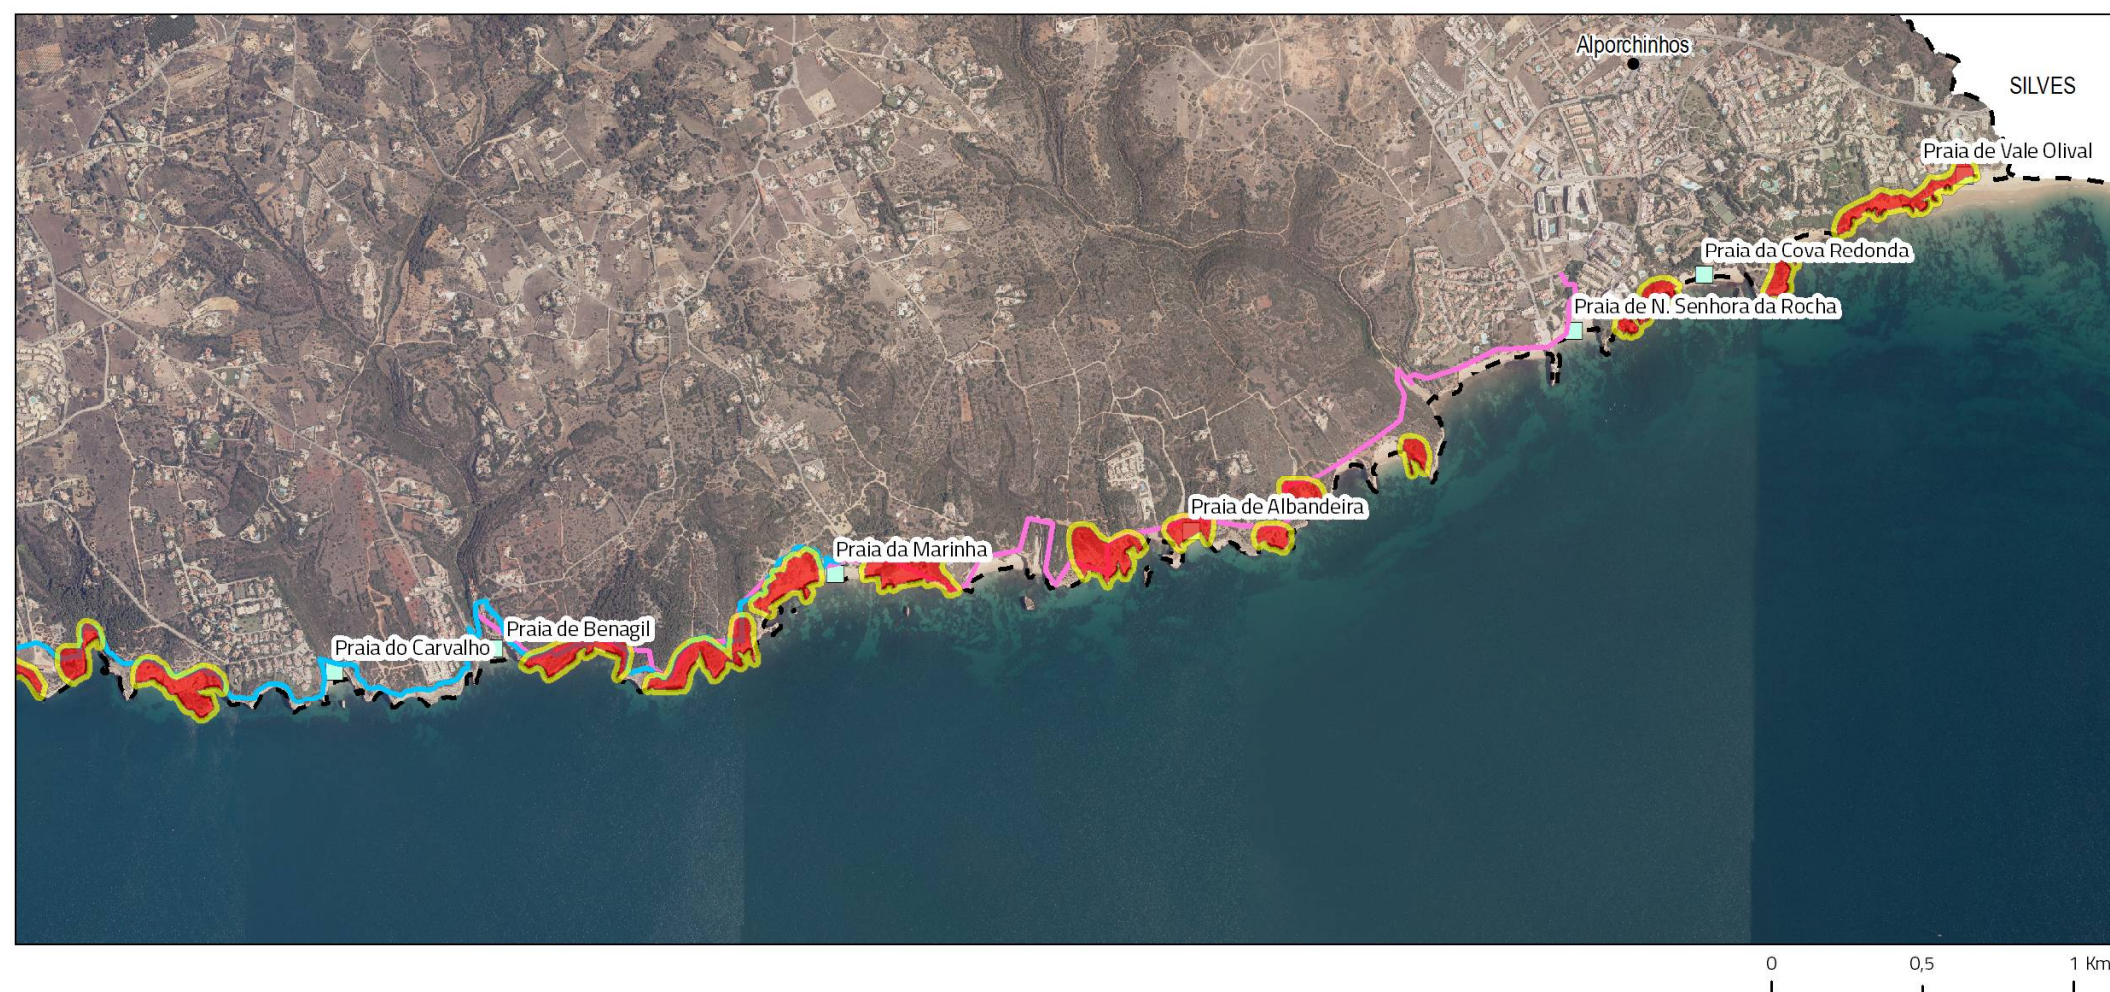 Alporchinhos
SILVES
Praia de Vale Olival
Praia da Cova Redonda
Praia de N. Senhora da Rocha
Praia de Albandeira
Praia da Marinha
Praia de Benagil
Praia do Carvalho
0 0,5 1 Km